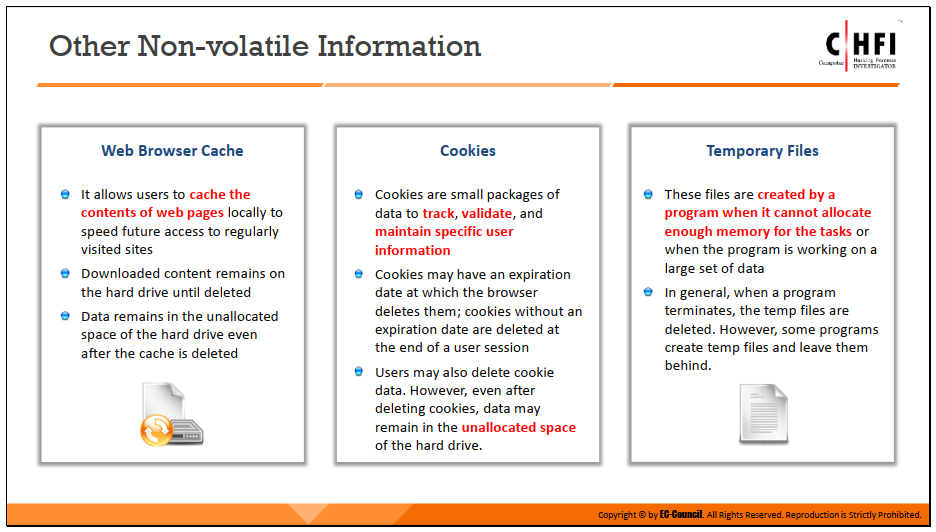 Other Non-volatile Information
CHFI
Computer Hacking Forensic
INVESTIGATOR
Web Browser Cache
It allows users to cache the
contents of web pages locally to
speed future access to regularly
visited sites
Downloaded content remains on
the hard drive until deleted
Data remains in the unallocated
space of the hard drive even
after the cache is deleted
Cookies
Cookies are small packages of
data to track, validate, and
maintain specific user
information
Cookies may have an expiration
date at which the browser
deletes them; cookies without an
expiration date are deleted at
the end of a user session
Users may also delete cookie
data. However, even after
deleting cookies, data may
remain in the unallocated space
of the hard drive.
Temporary Files
These files are created by a
program when it cannot allocate
enough memory for the tasks or
when the program is working on a
large set of data
In general, when a program
terminates, the temp files are
deleted. However, some programs
create temp files and leave them
behind.
Copyright © by EC-Council. All Rights Reserved. Reproduction is Strictly Prohibited.